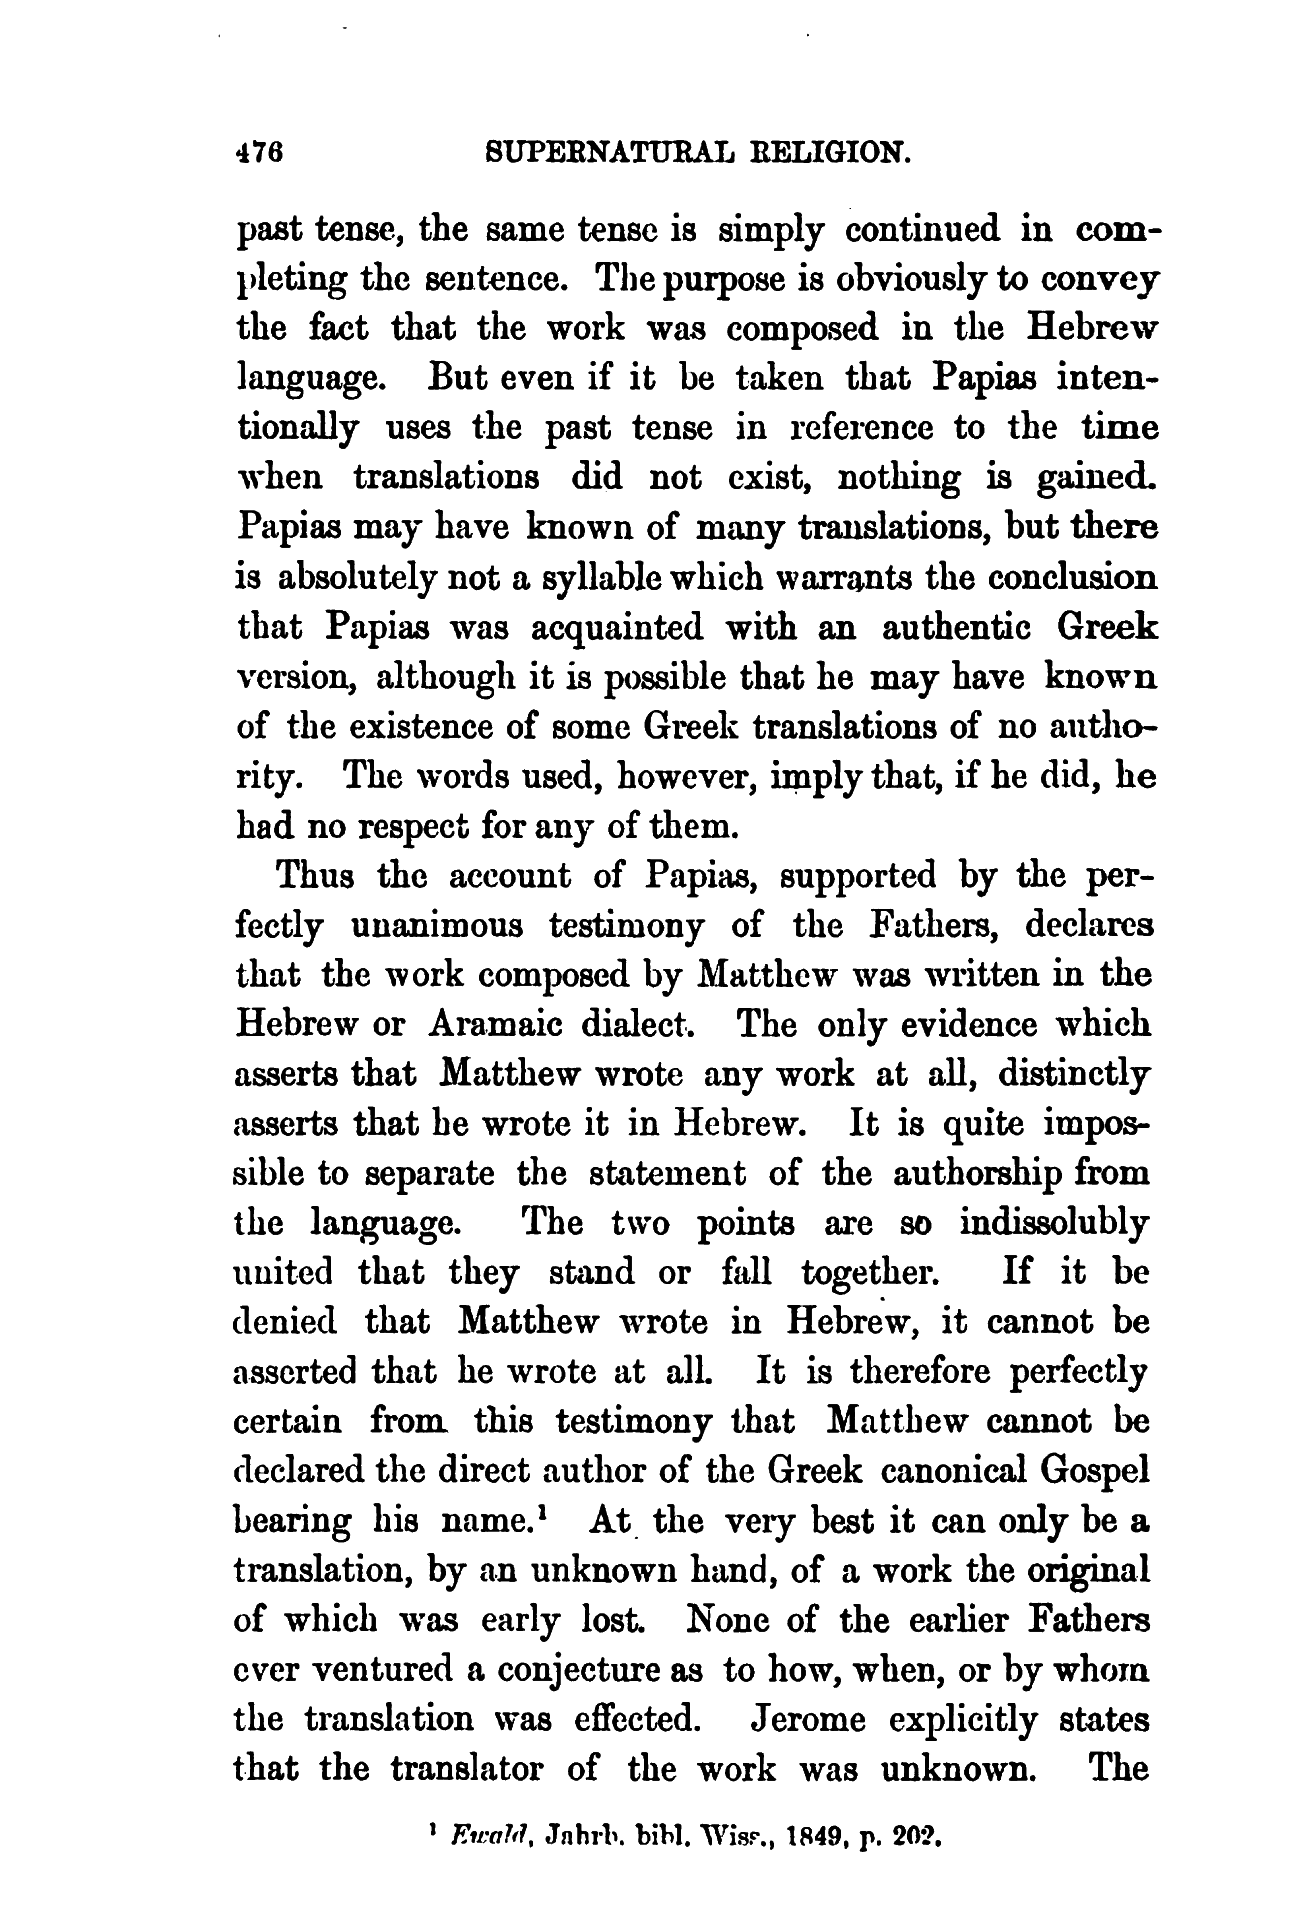 476 SUPERNATURAL RELIGION.
past tense, the same tense is simply continued in com-
pleting the sentence. The purpose is obviously to convey
the fact that the work was composed in the Hebrew
language. But even if it be taken that Papias inten-
tionally uses the past tense in reference to the time
when translations did not exist, nothing is gained.
Papias may have known of many translations, but there
is absolutely not a syllable which warrants the conclusion
that Papias was acquainted with an authentic Greek
version, although it is possible that he may have known
of the existence of some Greek translations of no autho-
rity. The words used, however, imply that, if he did, he
had no respect for any of them.
Thus the account of Papias, supported by the per-
fectly unanimous testimony of the Fathers, declares
that the work composed by Matthew was written in the
Hebrew or Aramaic dialect. The only evidence which
asserts that Matthew wrote any work at all, distinctly
asserts that he wrote it in Hebrew. It is quite impos-
sible to separate the statement of the authorship from
the language. The two points are so indissolubly
united that they stand or fall together. If it be
denied that Matthew wrote in Hebrew, it cannot be
asserted that he wrote at all. It is therefore perfectly
certain from this testimony that Matthew cannot be
declared the direct author of the Greek canonical Gospel
bearing his name.¹ At the very best it can only be a
translation, by an unknown hand, of a work the original
of which was early lost. None of the earlier Fathers
ever ventured a conjecture as to how, when, or by whom
the translation was effected. Jerome explicitly states
that the translator of the work was unknown. The
¹ Ewald, Jahrb. bibl. Wiss., 1849, p. 202.